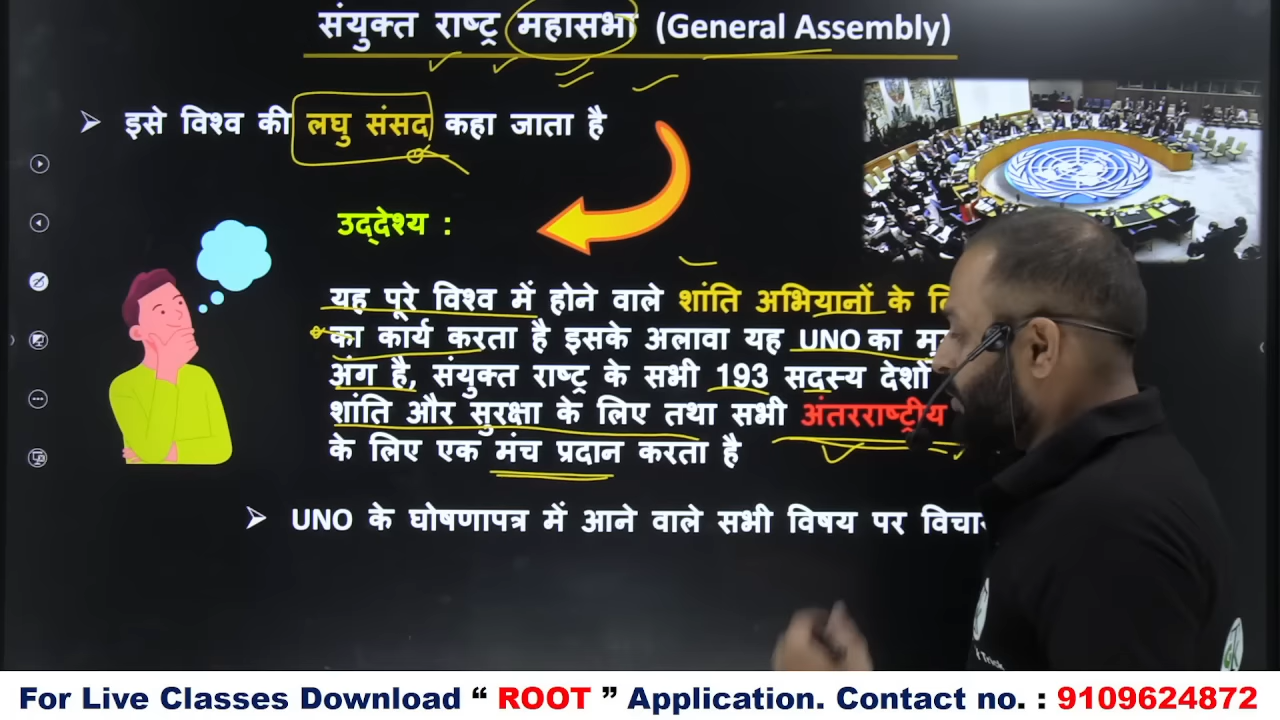 संयुक्त राष्ट्र महासभा (General Assembly)
इसे विश्व की लघु संसद कहा जाता है
उद्देश्य :
यह पूरे विश्व में होने वाले शांति अभियानों के
का कार्य करता है इसके अलावा यह UNO का
अंग है, संयुक्त राष्ट्र के सभी 193 सदस्य देशों
शांति और सुरक्षा के लिए तथा सभी अंतरराष्ट्रीय
के लिए एक मंच प्रदान करता है
UNO के घोषणापत्र में आने वाले सभी विषय पर
Trick
For Live Classes Download “ ROOT ” Application. Contact no. : 9109624872